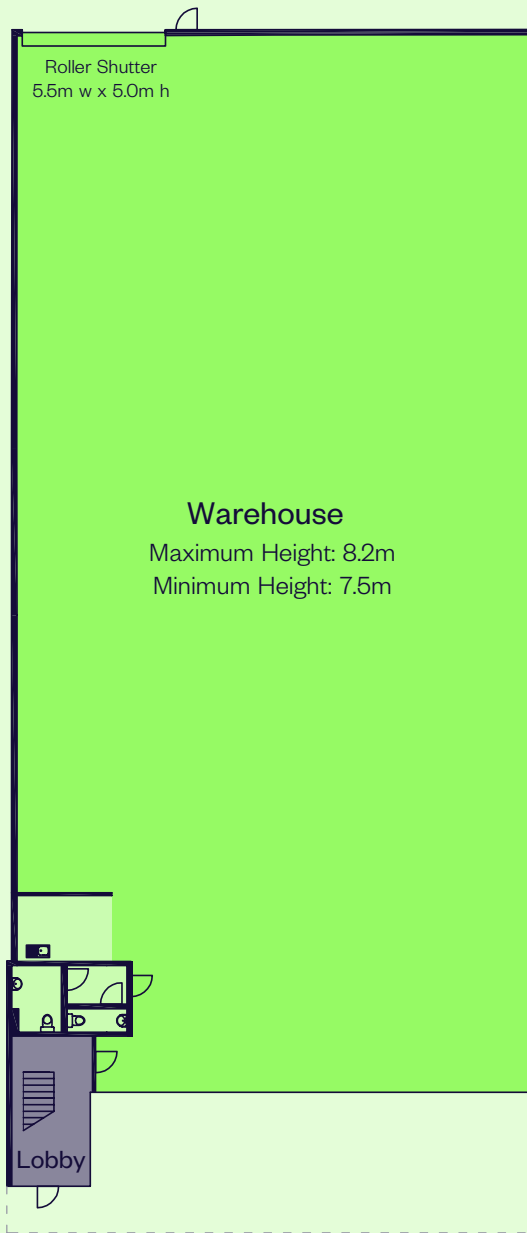 Roller Shutter
5.5m w x 5.0m h
Warehouse
Maximum Height: 8.2m
Minimum Height: 7.5m
Lobby